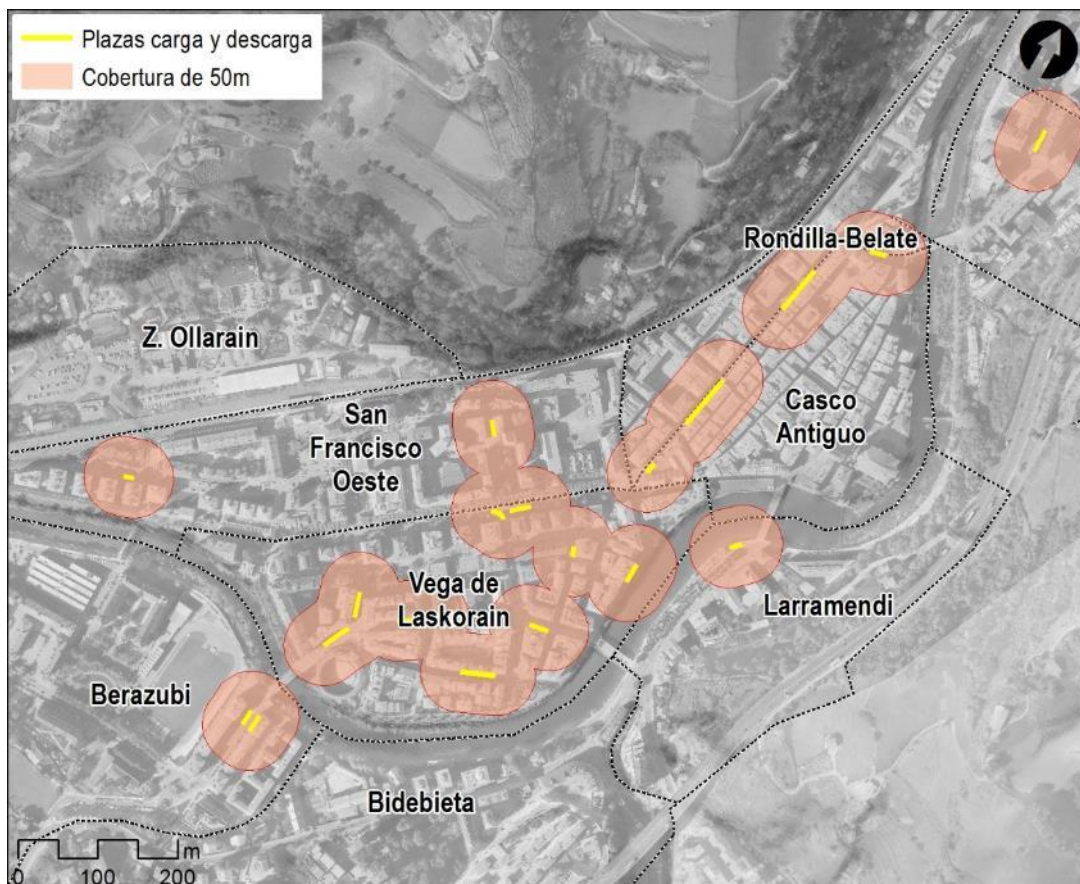 Plazas carga y descarga
Cobertura de 50m
Rondilla-Belate
Z. Ollarain
San
Francisco
Oeste
Casco
Antiguo
Vega de
Laskorain
Larramendi
Berazubi
Bidebieta
m
0 100 200